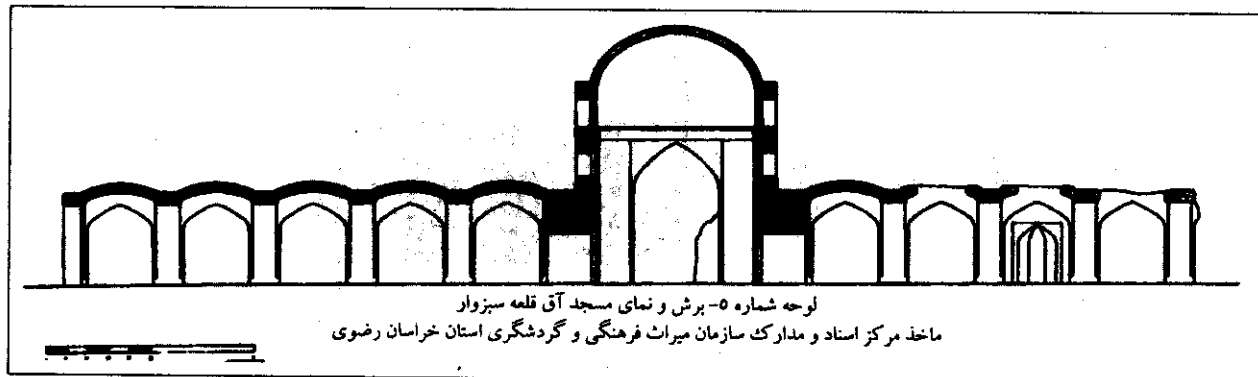 لوحه شماره ۵- برش و نمای مسجد آق قلعه سبزوار
ماخذ مرکز اسناد و مدارک سازمان میراث فرهنگی و گردشگری استان خراسان رضوی